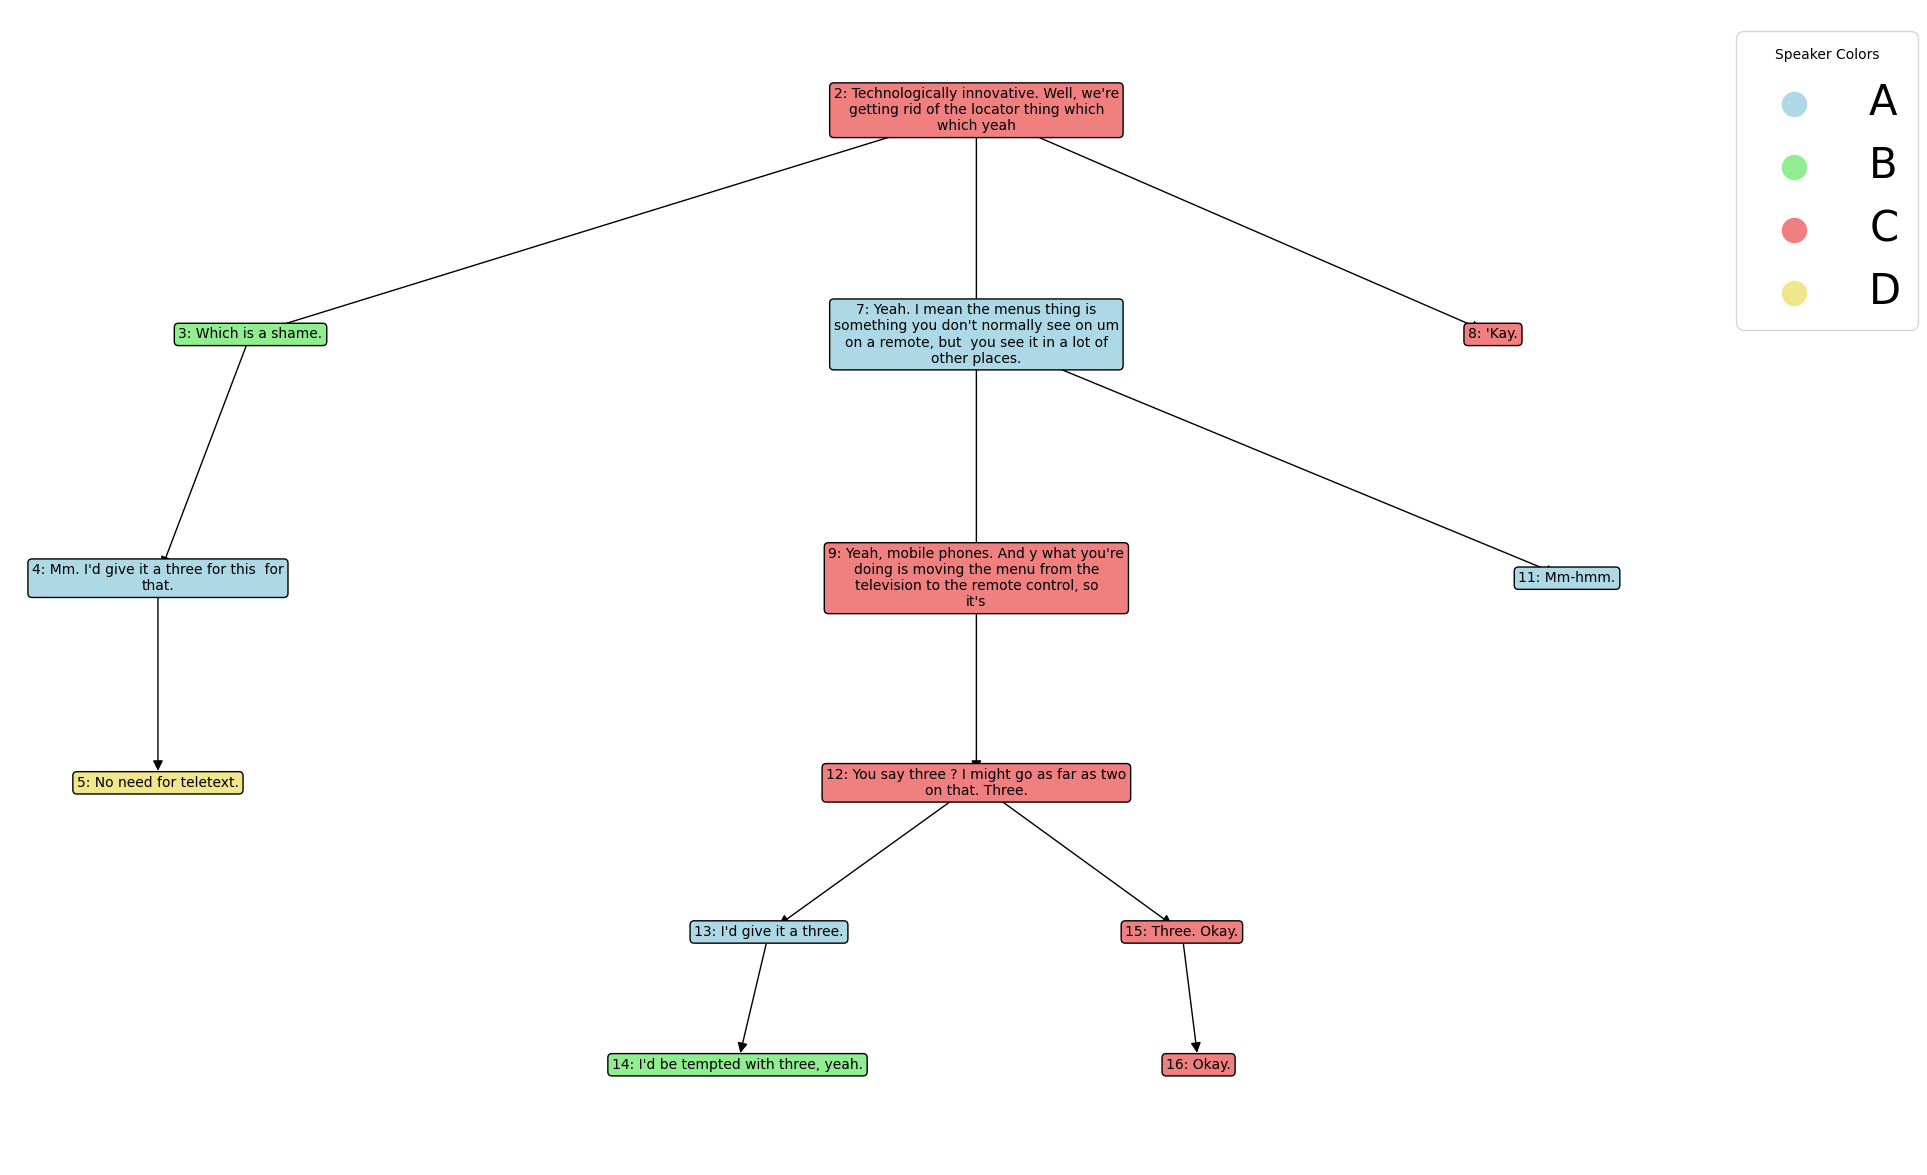 Speaker Colors
A
B
C
D
2: Technologically innovative. Well, we're
getting rid of the locator thing which
which yeah
3: Which is a shame.
7: Yeah. I mean the menus thing is
something you don't normally see on um
on a remote, but  you see it in a lot of
other places.
8: 'Kay.
4: Mm. I'd give it a three for this  for
that.
9: Yeah, mobile phones. And y what you're
doing is moving the menu from the
television to the remote control, so
it's
11: Mm-hmm.
5: No need for teletext.
12: You say three ? I might go as far as two
on that. Three.
13: I'd give it a three.
15: Three. Okay.
14: I'd be tempted with three, yeah.
16: Okay.